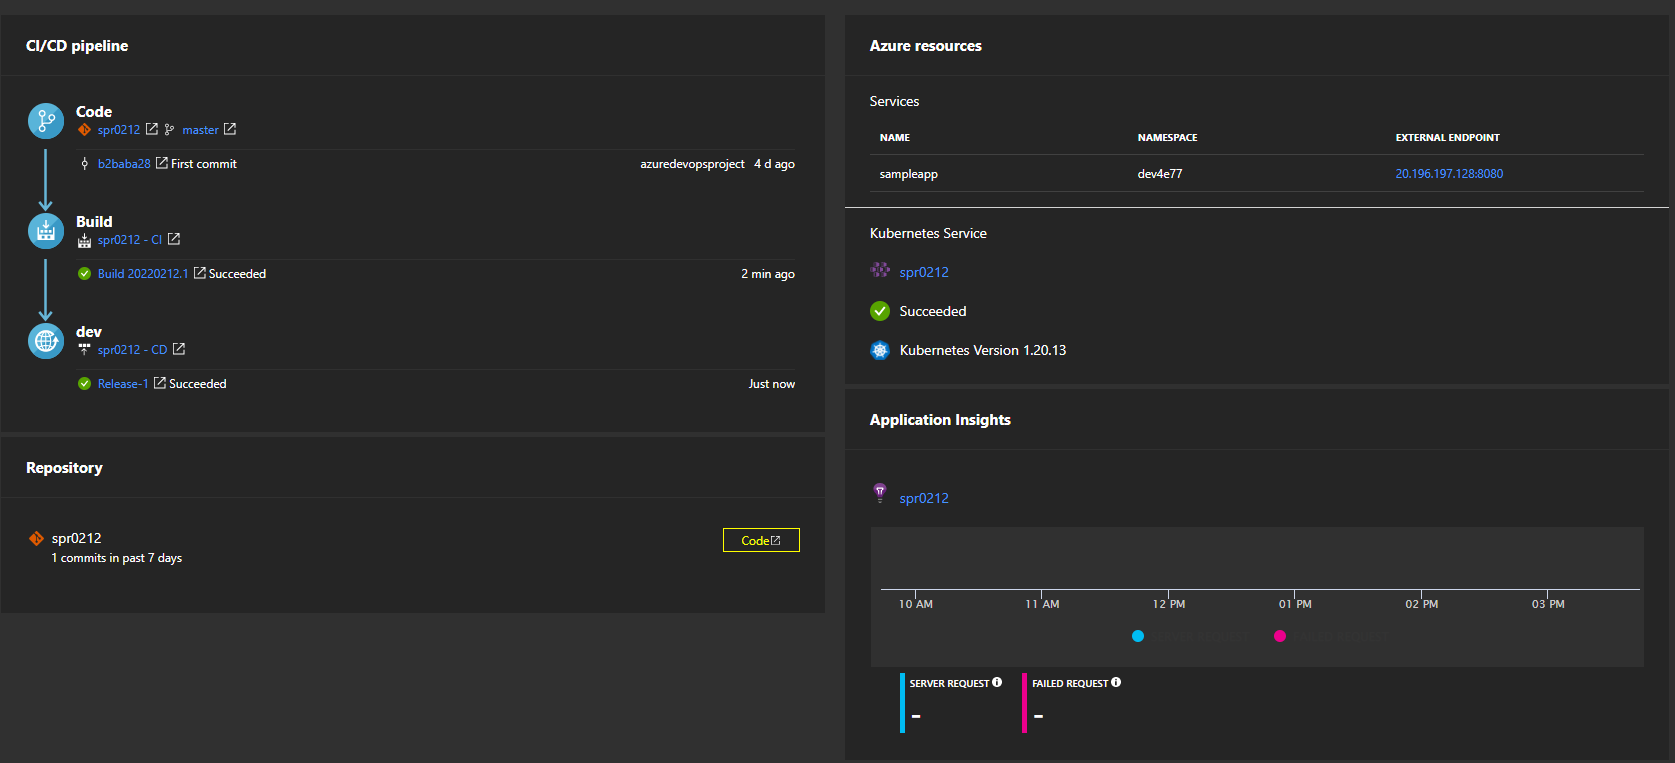 CI/CD pipeline
Code
spr0212 master
b2baba28 First commit azuredevopsproject 4 d ago
Build
spr0212 - CI
Build 20220212.1 Succeeded 2 min ago
dev
spr0212 - CD
Release-1 Succeeded Just now
Repository
spr0212
1 commits in past 7 days
Code
Azure resources
Services
NAME NAMESPACE EXTERNAL ENDPOINT
sampleapp dev4e77 20.196.197.128:8080
Kubernetes Service
spr0212
Succeeded
Kubernetes Version 1.20.13
Application Insights
spr0212
10 AM 11 AM 12 PM 01 PM 02 PM 03 PM
SERVER REQUEST FAILED REQUEST
- -